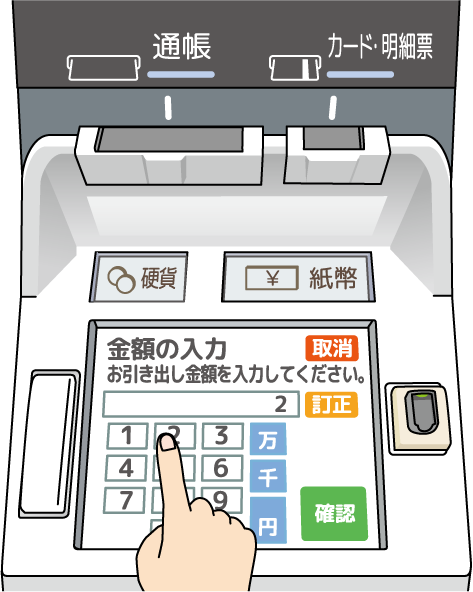 通帳
カード・明細票
硬貨
¥ 紙幣
金額の入力
取消
お引き出し金額を入力してください。
2
訂正
1 2 3 万
4 6 千
7 9 円
確認